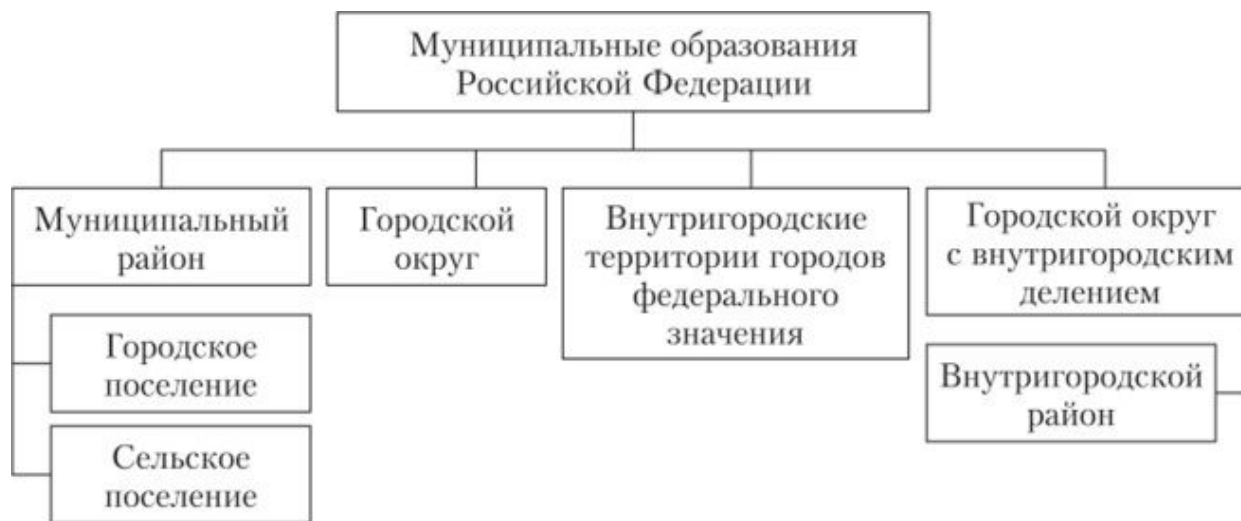 Муниципальные образования
Российской Федерации
Муниципальный
район
Городской
округ
Внутригородские
территории городов
федерального
значения
Городской округ
с внутригородским
делением
Городское
поселение
Внутригородской
район
Сельское
поселение